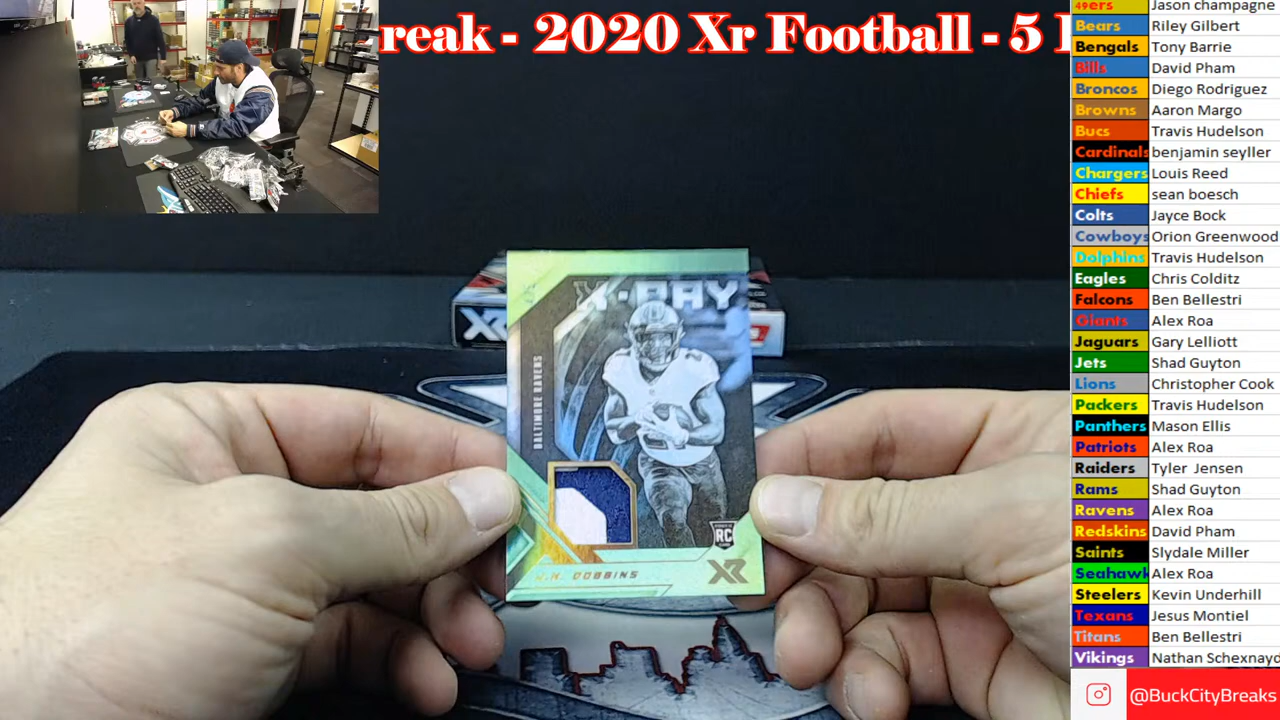 reak - 2020 Xr Football - 5
49ers Jason champagne
Bears Riley Gilbert
Bengals Tony Barrie
Bills David Pham
Broncos Diego Rodriguez
Browns Aaron Margo
Bucs Travis Hudelson
Cardinals benjamin seyller
Chargers Louis Reed
Chiefs sean boesch
Colts Jayce Bock
Cowboys Orion Greenwood
Dolphins Travis Hudelson
Eagles Chris Colditz
Falcons Ben Bellestri
Giants Alex Roa
Jaguars Gary Lelliott
Jets Shad Guyton
Lions Christopher Cook
Packers Travis Hudelson
Panthers Mason Ellis
Patriots Alex Roa
Raiders Tyler Jensen
Rams Shad Guyton
Ravens Alex Roa
Redskins David Pham
Saints Slydale Miller
Seahawk Alex Roa
Steelers Kevin Underhill
Texans Jesus Montiel
Titans Ben Bellestri
Vikings Nathan Schexnayd
@BuckCityBreaks
X-RAY
BALTIMORE RAVENS
RC
J.K. DOBBINS
XR
XR